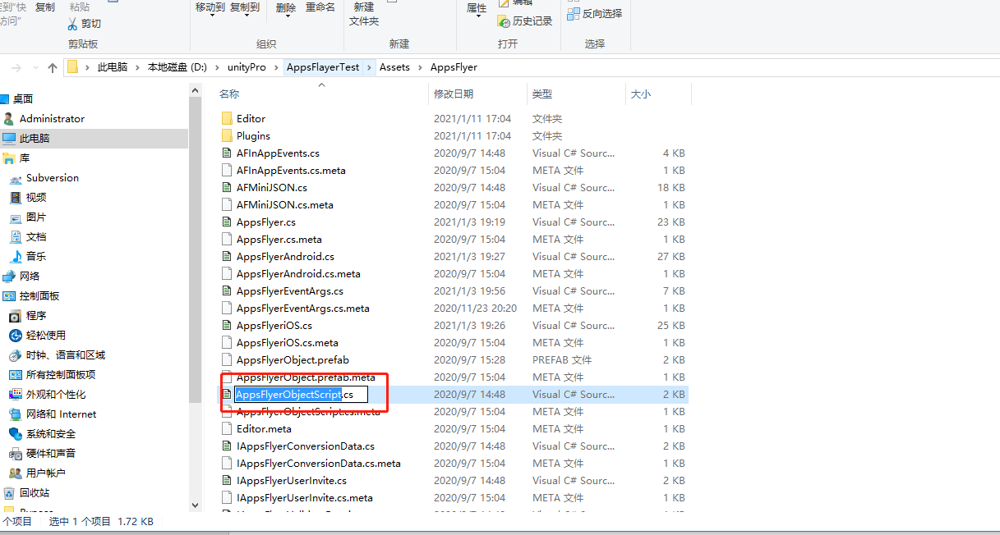 定到"快 复制 粘贴 移动到 复制到 删除 重命名 新建 属性 编辑
访问" 剪切 文件夹 历史记录 反向选择
剪贴板 组织 新建 打开 选择
此电脑 本地磁盘 (D:) unityPro AppsFlayerTest Assets AppsFlyer
名称 修改日期 类型 大小
桌面
Administrator
此电脑
库
Subversion
视频
图片
文档
音乐
网络
控制面板
程序
轻松使用
时钟、语言和区域
所有控制面板项
外观和个性化
网络和 Internet
系统和安全
硬件和声音
用户帐户
回收站
Editor 2021/1/11 17:04 文件夹
Plugins 2021/1/11 17:04 文件夹
AFInAppEvents.cs 2020/9/7 14:48 Visual C# Sourc... 4 KB
AFInAppEvents.cs.meta 2020/9/7 15:04 META 文件 1 KB
AFMiniJSON.cs 2020/9/7 14:48 Visual C# Sourc... 18 KB
AFMiniJSON.cs.meta 2020/9/7 15:04 META 文件 1 KB
AppsFlyer.cs 2021/1/3 19:19 Visual C# Sourc... 23 KB
AppsFlyer.cs.meta 2020/9/7 15:04 META 文件 1 KB
AppsFlyerAndroid.cs 2021/1/3 19:27 Visual C# Sourc... 27 KB
AppsFlyerAndroid.cs.meta 2020/9/7 15:04 META 文件 1 KB
AppsFlyerEventArgs.cs 2021/1/3 19:56 Visual C# Sourc... 7 KB
AppsFlyerEventArgs.cs.meta 2020/11/23 20:20 META 文件 1 KB
AppsFlyeriOS.cs 2021/1/3 19:26 Visual C# Sourc... 25 KB
AppsFlyeriOS.cs.meta 2020/9/7 15:04 META 文件 1 KB
AppsFlyerObject.prefab 2020/9/7 15:28 PREFAB 文件 2 KB
AppsFlyerObject.prefab.meta 2020/9/7 15:04 META 文件 1 KB
AppsFlyerObjectScript.cs 2020/9/7 14:48 Visual C# Sourc... 2 KB
AppsFlyerObjectScript.cs.meta 2020/9/7 15:04 META 文件 1 KB
Editor.meta 2020/9/7 15:04 META 文件 1 KB
IAppsFlyerConversionData.cs 2020/9/7 14:48 Visual C# Sourc... 2 KB
IAppsFlyerConversionData.cs.meta 2020/9/7 15:04 META 文件 1 KB
IAppsFlyerUserInvite.cs 2020/9/7 14:48 Visual C# Sourc... 2 KB
IAppsFlyerUserInvite.cs.meta 2020/9/7 15:04 META 文件 1 KB
个项目 选中 1 个项目 1.72 KB